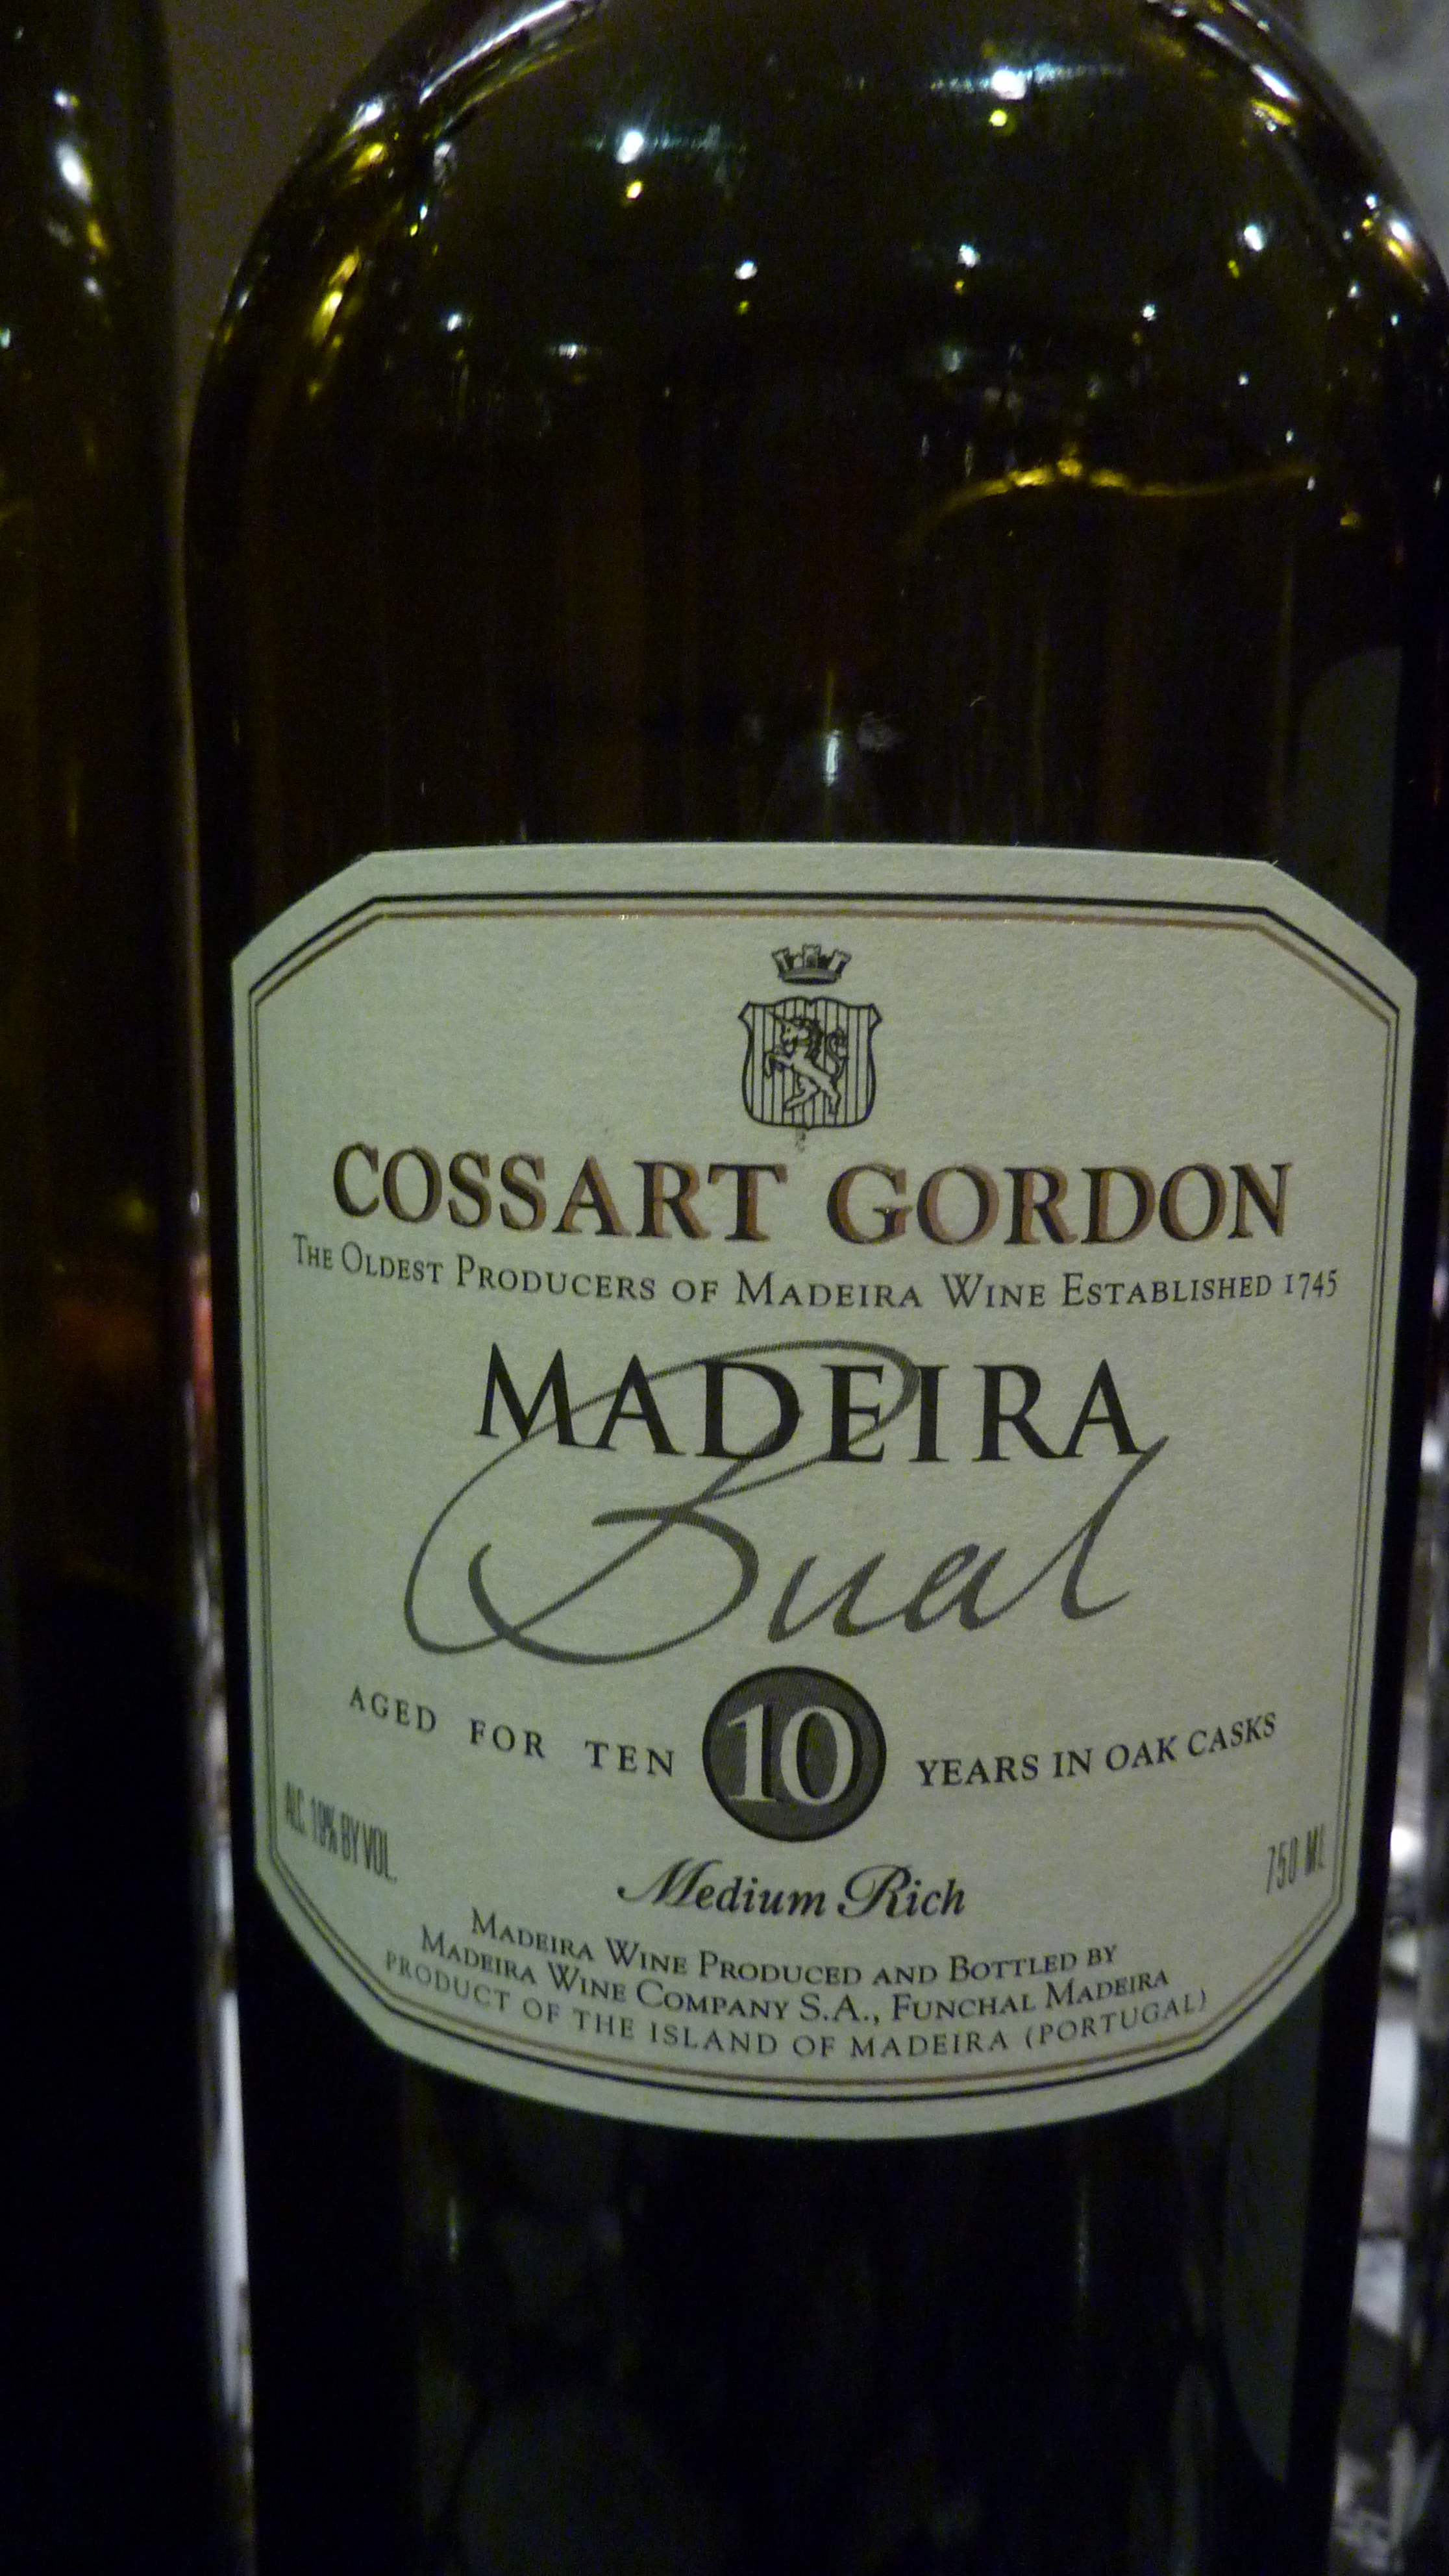 COSSART GORDON
THE OLDEST PRODUCERS OF MADEIRA WINE ESTABLISHED 1745
MADEIRA
Bual
AGED FOR TEN 10 YEARS IN OAK CASKS
ALC. 19% BY VOL.
750 ML
Medium Rich
MADEIRA WINE PRODUCED AND BOTTLED BY
MADEIRA WINE COMPANY S.A., FUNCHAL MADEIRA
PRODUCT OF THE ISLAND OF MADEIRA (PORTUGAL)